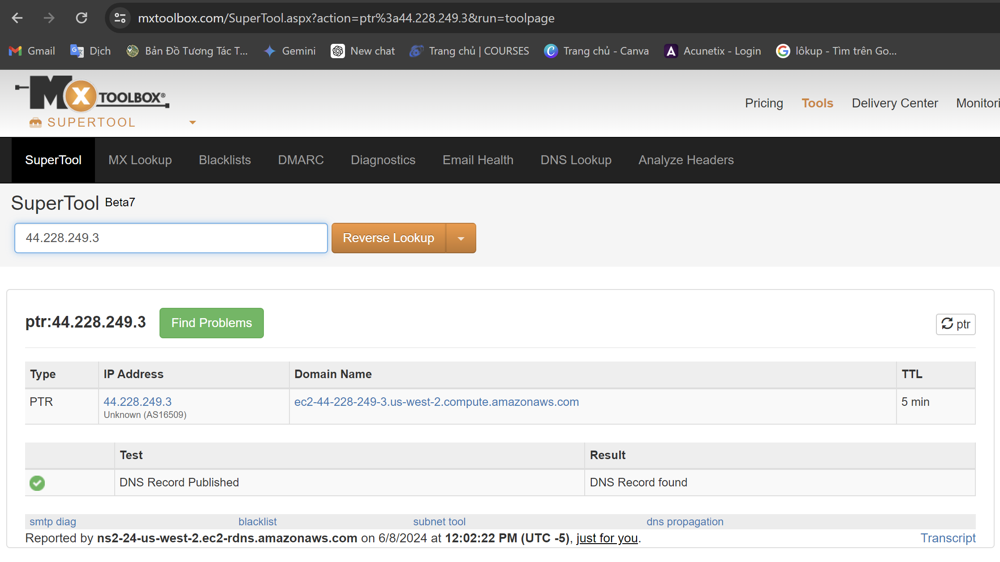 mxtoolbox.com/SuperTool.aspx?action=ptr%3a44.228.249.3&run=toolpage
Gmail Dịch Bản Đồ Tương Tác T... Gemini New chat Trang chủ | COURSES Trang chủ - Canva Acunetix - Login lôkup - Tìm trên Go...
MX TOOLBOX®
SUPERTOOL
Pricing Tools Delivery Center Monitori
SuperTool MX Lookup Blacklists DMARC Diagnostics Email Health DNS Lookup Analyze Headers
SuperTool Beta7
44.228.249.3 Reverse Lookup
ptr:44.228.249.3 Find Problems ptr
Type IP Address Domain Name TTL
PTR 44.228.249.3 ec2-44-228-249-3.us-west-2.compute.amazonaws.com 5 min
Unknown (AS16509)
Test Result
DNS Record Published DNS Record found
smtp diag blacklist subnet tool dns propagation
Reported by ns2-24-us-west-2.ec2-rdns.amazonaws.com on 6/8/2024 at 12:02:22 PM (UTC -5), just for you. Transcript